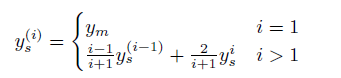 y_s^{(i)} = \begin{cases} y_m & i = 1 \\ \frac{i-1}{i+1} y_s^{(i-1)} + \frac{2}{i+1} y_s^i & i > 1 \end{cases}